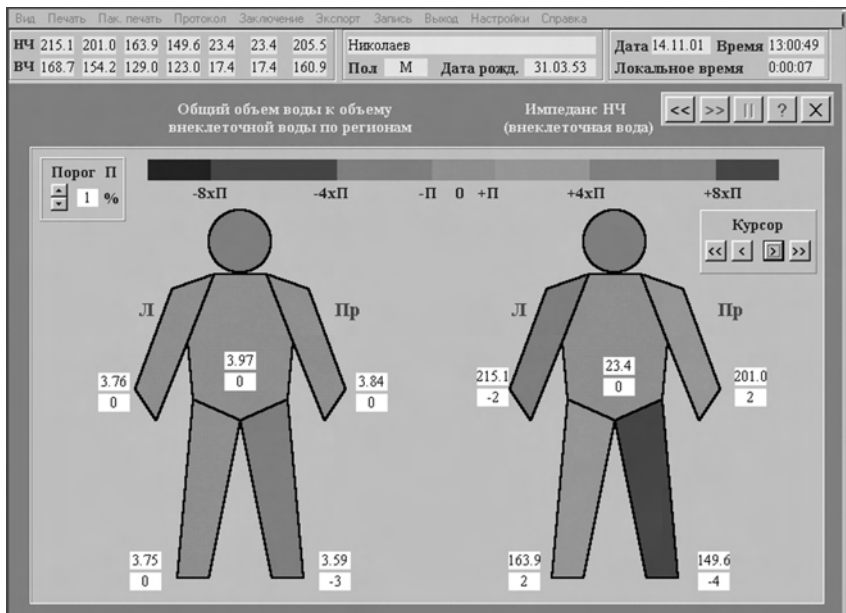 Вид Печать Пак. печать Протокол Заключение Экспорт Запись Выход Настройки Справка
НЧ 215.1 201.0 163.9 149.6 23.4 23.4 205.5
ВЧ 168.7 154.2 129.0 123.0 17.4 17.4 160.9
Николаев
Пол М Дата рожд. 31.03.53
Дата 14.11.01 Время 13:00:49
Локальное время 0:00:07
Общий объем воды к объему
внеклеточной воды по регионам
Импеданс НЧ
(внеклеточная вода)
<< >> || ? X
Порог П
1 %
-8xП -4xП -П 0 +П +4xП +8xП
Курсор
<< < > >>
Л Пр
3.97
0
3.76
0
3.84
0
3.75
0
3.59
-3
Л Пр
23.4
0
215.1
-2
201.0
2
163.9
2
149.6
-4